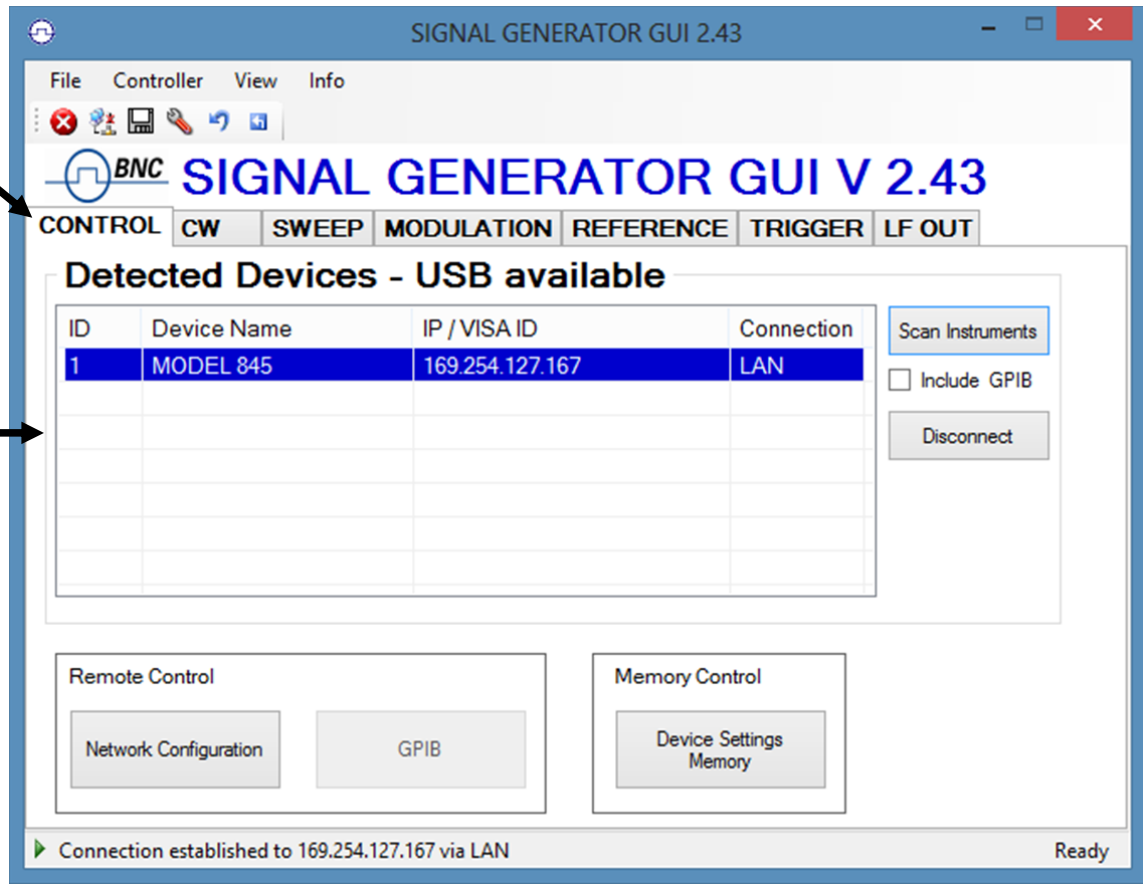 SIGNAL GENERATOR GUI 2.43
File Controller View Info
BNC SIGNAL GENERATOR GUI V 2.43
CONTROL CW SWEEP MODULATION REFERENCE TRIGGER LF OUT
Detected Devices - USB available
ID Device Name IP / VISA ID Connection Scan Instruments
1 MODEL 845 169.254.127.167 LAN
Include GPIB
Disconnect
Remote Control Memory Control
Network Configuration GPIB Device Settings
Memory
Connection established to 169.254.127.167 via LAN Ready